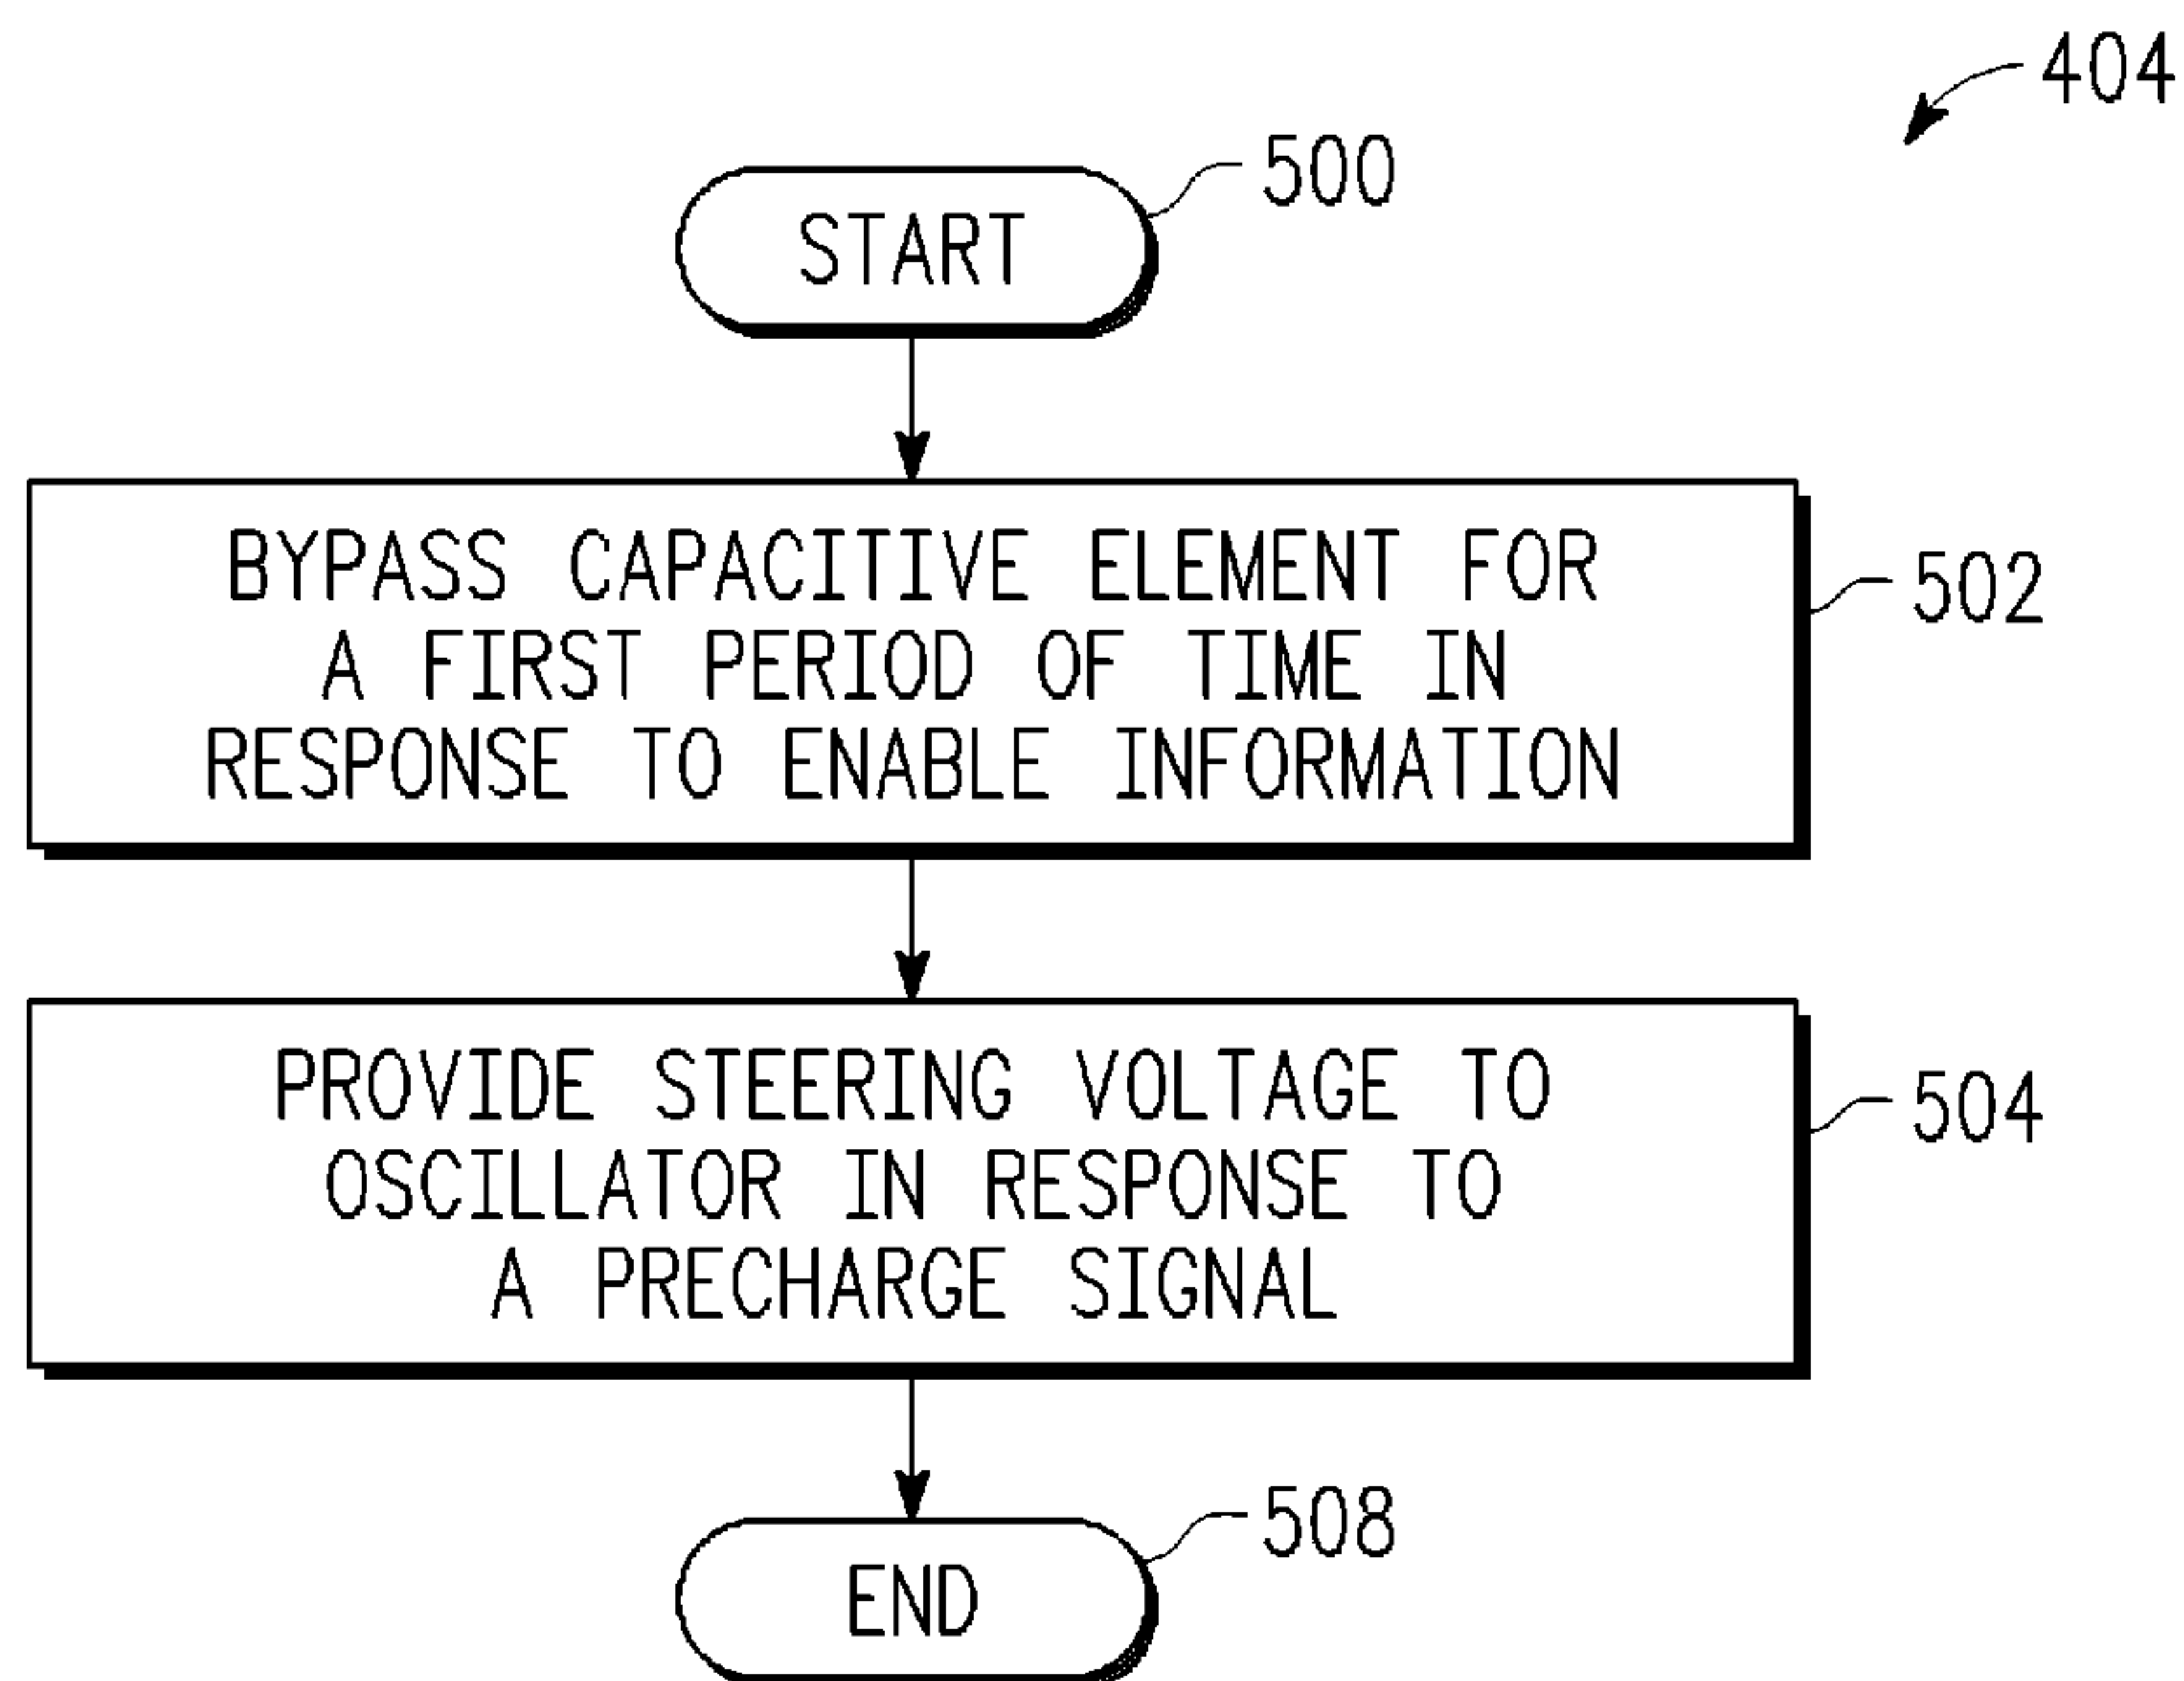 404
500
START
BYPASS CAPACITIVE ELEMENT FOR
A FIRST PERIOD OF TIME IN
RESPONSE TO ENABLE INFORMATION
502
PROVIDE STEERING VOLTAGE TO
OSCILLATOR IN RESPONSE TO
A PRECHARGE SIGNAL
504
508
END